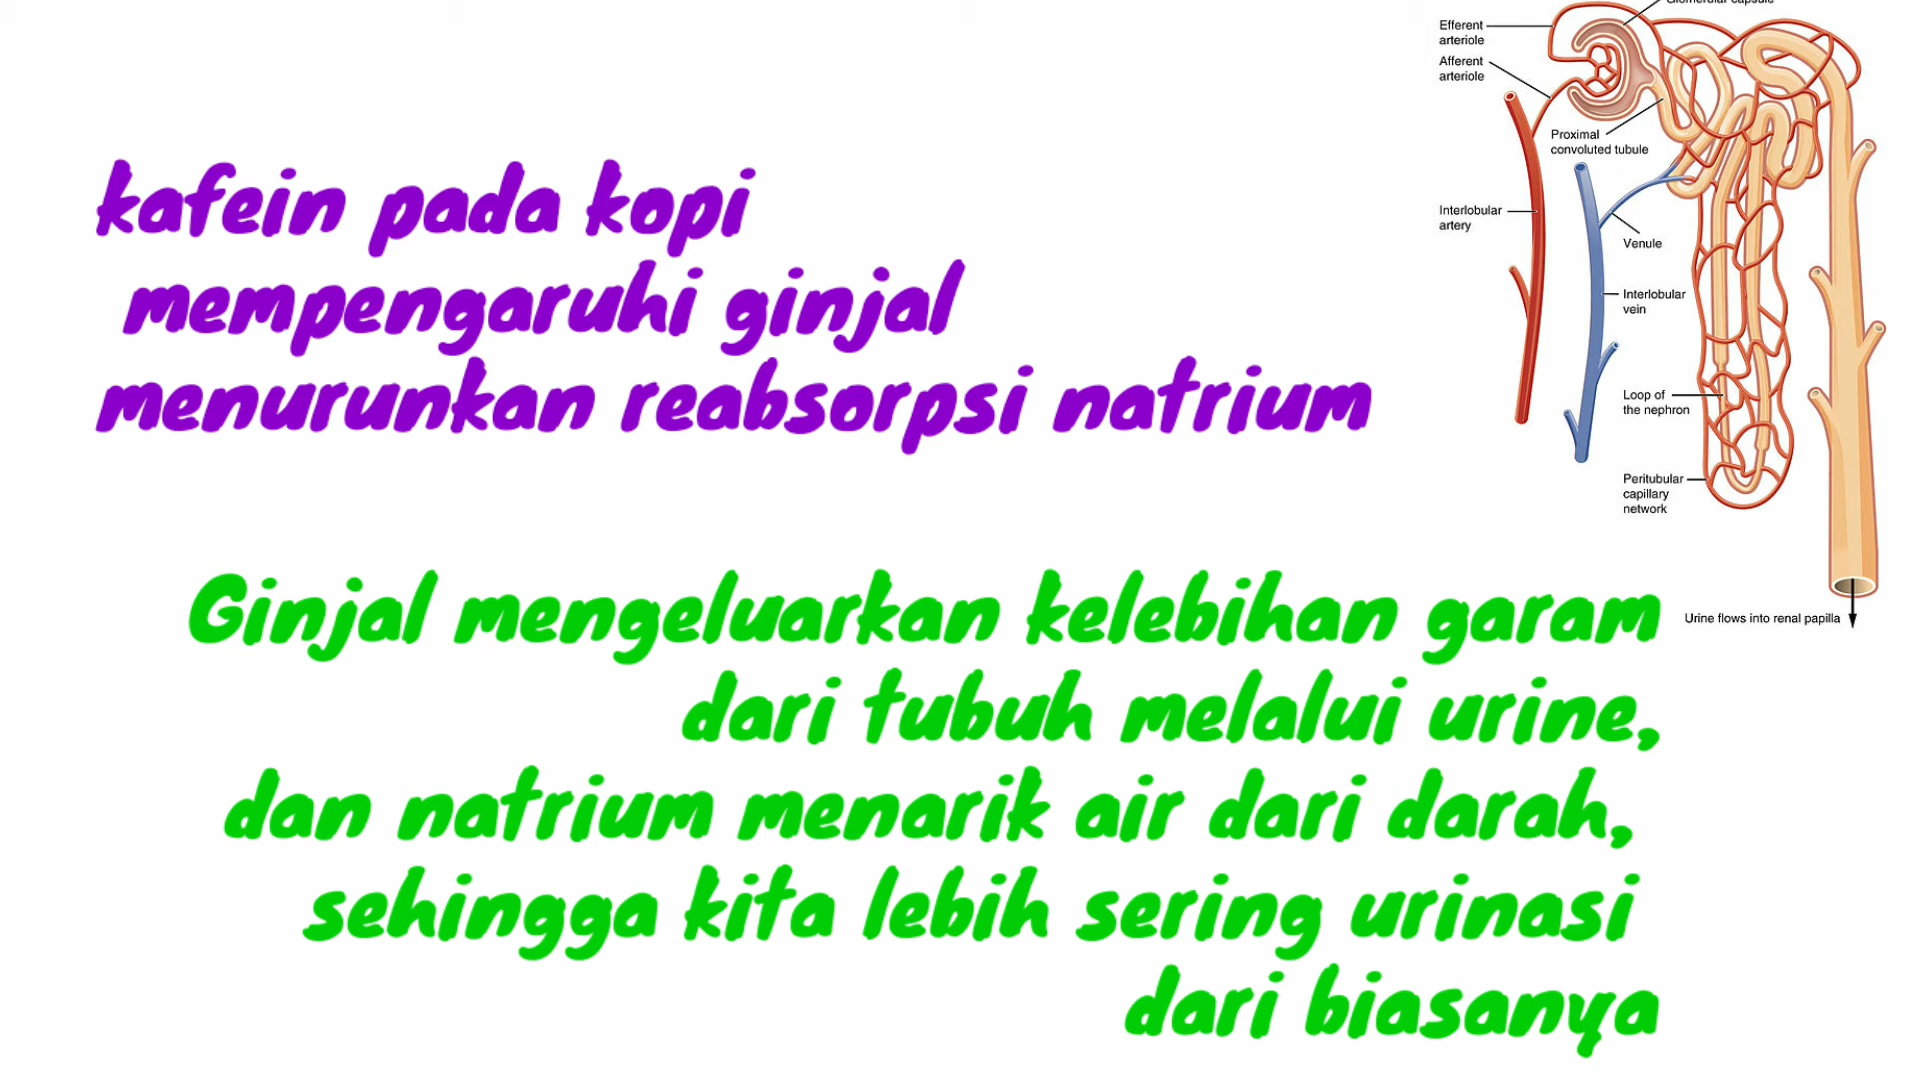 kafein pada kopi
mempengaruhi ginjal
menurunkan reabsorpsi natrium
Ginjal mengeluarkan kelebihan garam
dari tubuh melalui urine,
dan natrium menarik air dari darah,
sehingga kita lebih sering urinasi
dari biasanya
Glomerular capsule
Efferent
arteriole
Afferent
arteriole
Proximal
convoluted tubule
Interlobular
artery
Venule
Interlobular
vein
Loop of
the nephron
Peritubular
capillary
network
Urine flows into renal papilla